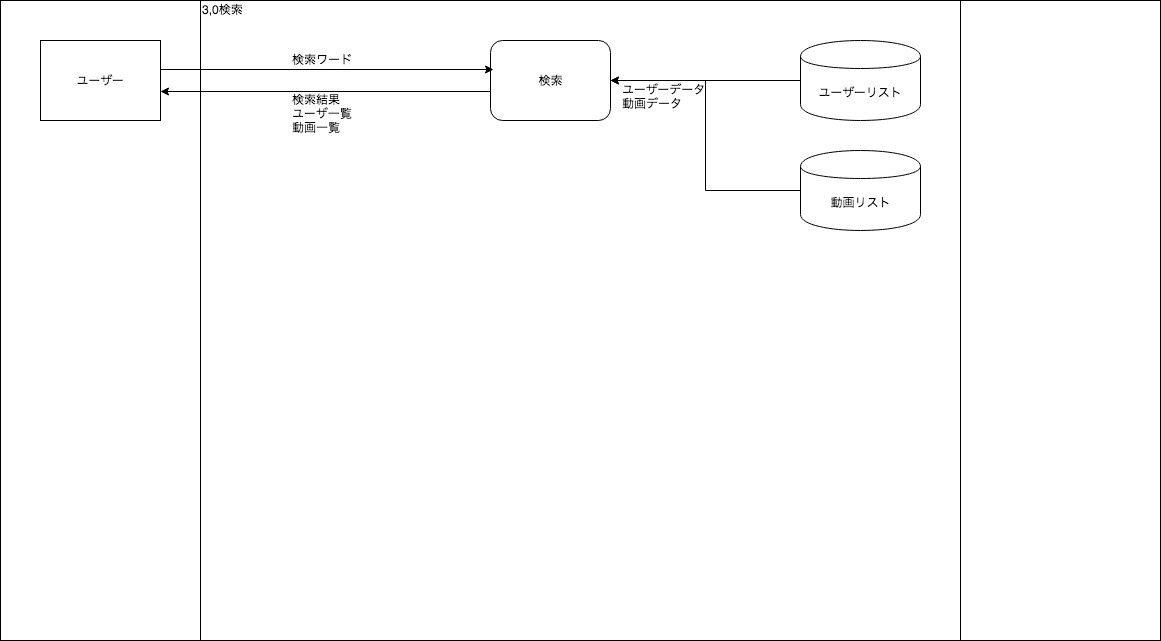 3,0検索
ユーザー
検索ワード
検索結果
ユーザ一覧
動画一覧
検索
ユーザーデータ
動画データ
ユーザーリスト
動画リスト